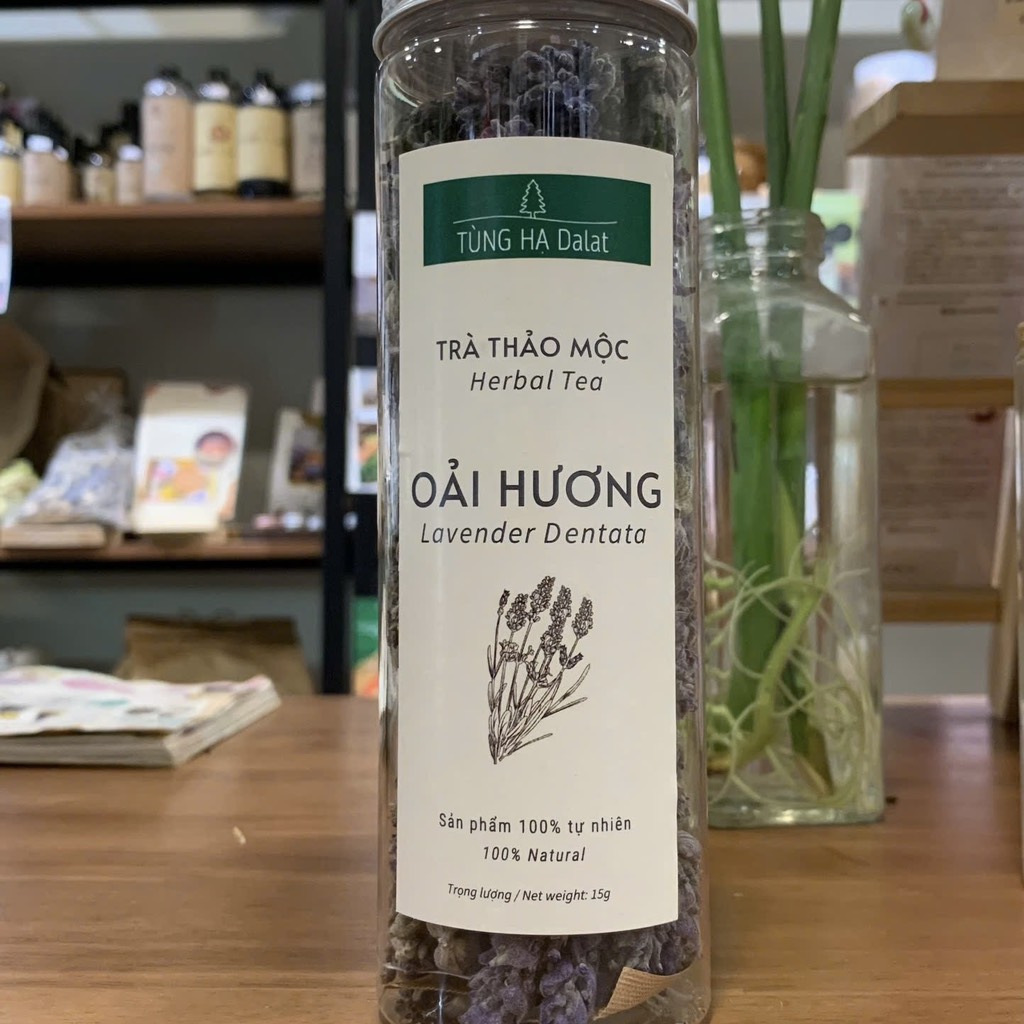 TÙNG HẠ Dalat
TRÀ THẢO MỘC
Herbal Tea
OẢI HƯƠNG
Lavender Dentata
Sản phẩm 100% tự nhiên
100% Natural
Trọng lượng / Net weight: 15g